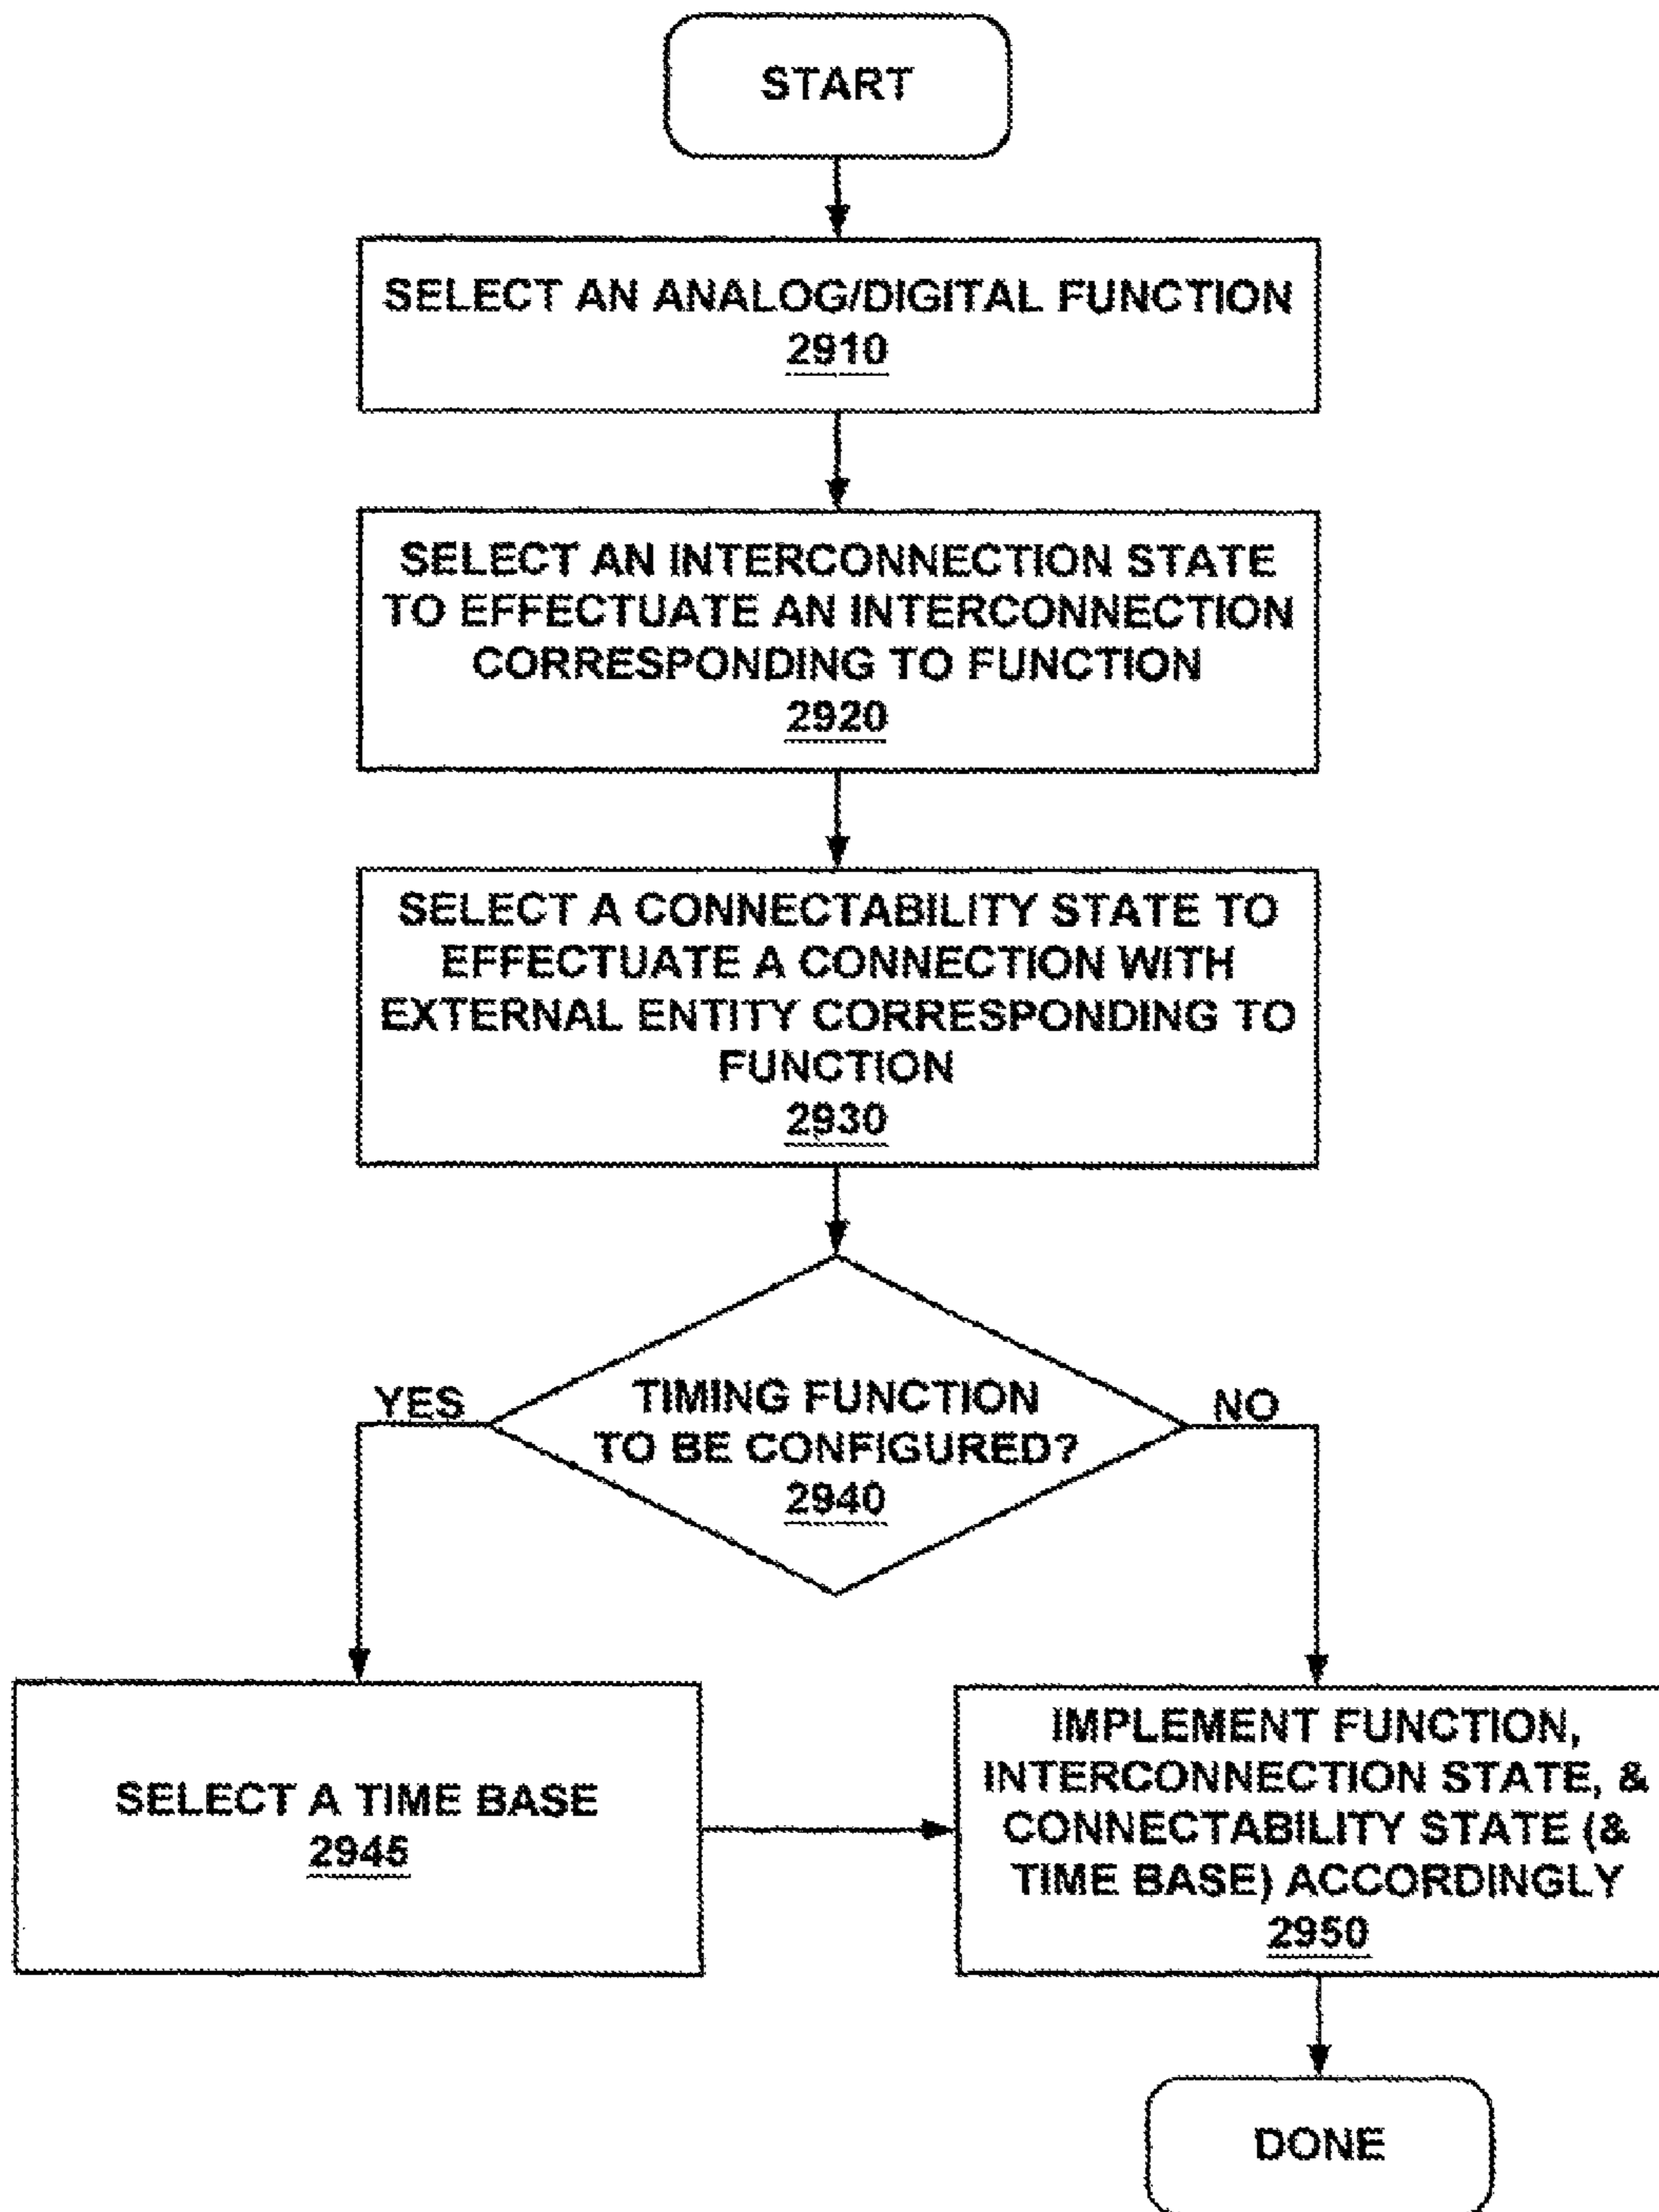 START
SELECT AN ANALOG/DIGITAL FUNCTION
2910
SELECT AN INTERCONNECTION STATE
TO EFFECTUATE AN INTERCONNECTION
CORRESPONDING TO FUNCTION
2920
SELECT A CONNECTABILITY STATE TO
EFFECTUATE A CONNECTION WITH
EXTERNAL ENTITY CORRESPONDING TO
FUNCTION
2930
YES
TIMING FUNCTION
TO BE CONFIGURED?
2940
NO
SELECT A TIME BASE
2945
IMPLEMENT FUNCTION,
INTERCONNECTION STATE, &
CONNECTABILITY STATE (&
TIME BASE) ACCORDINGLY
2950
DONE